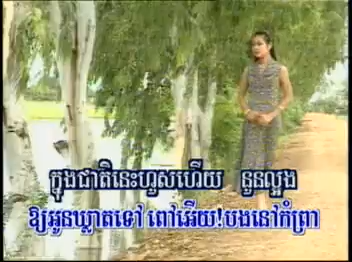 ក្នុងជាតិនេះហួសហើយ នួនល្អង
ឱ្យអូនឃ្លាតទៅ ពៅអើយ!បងនៅកំព្រា